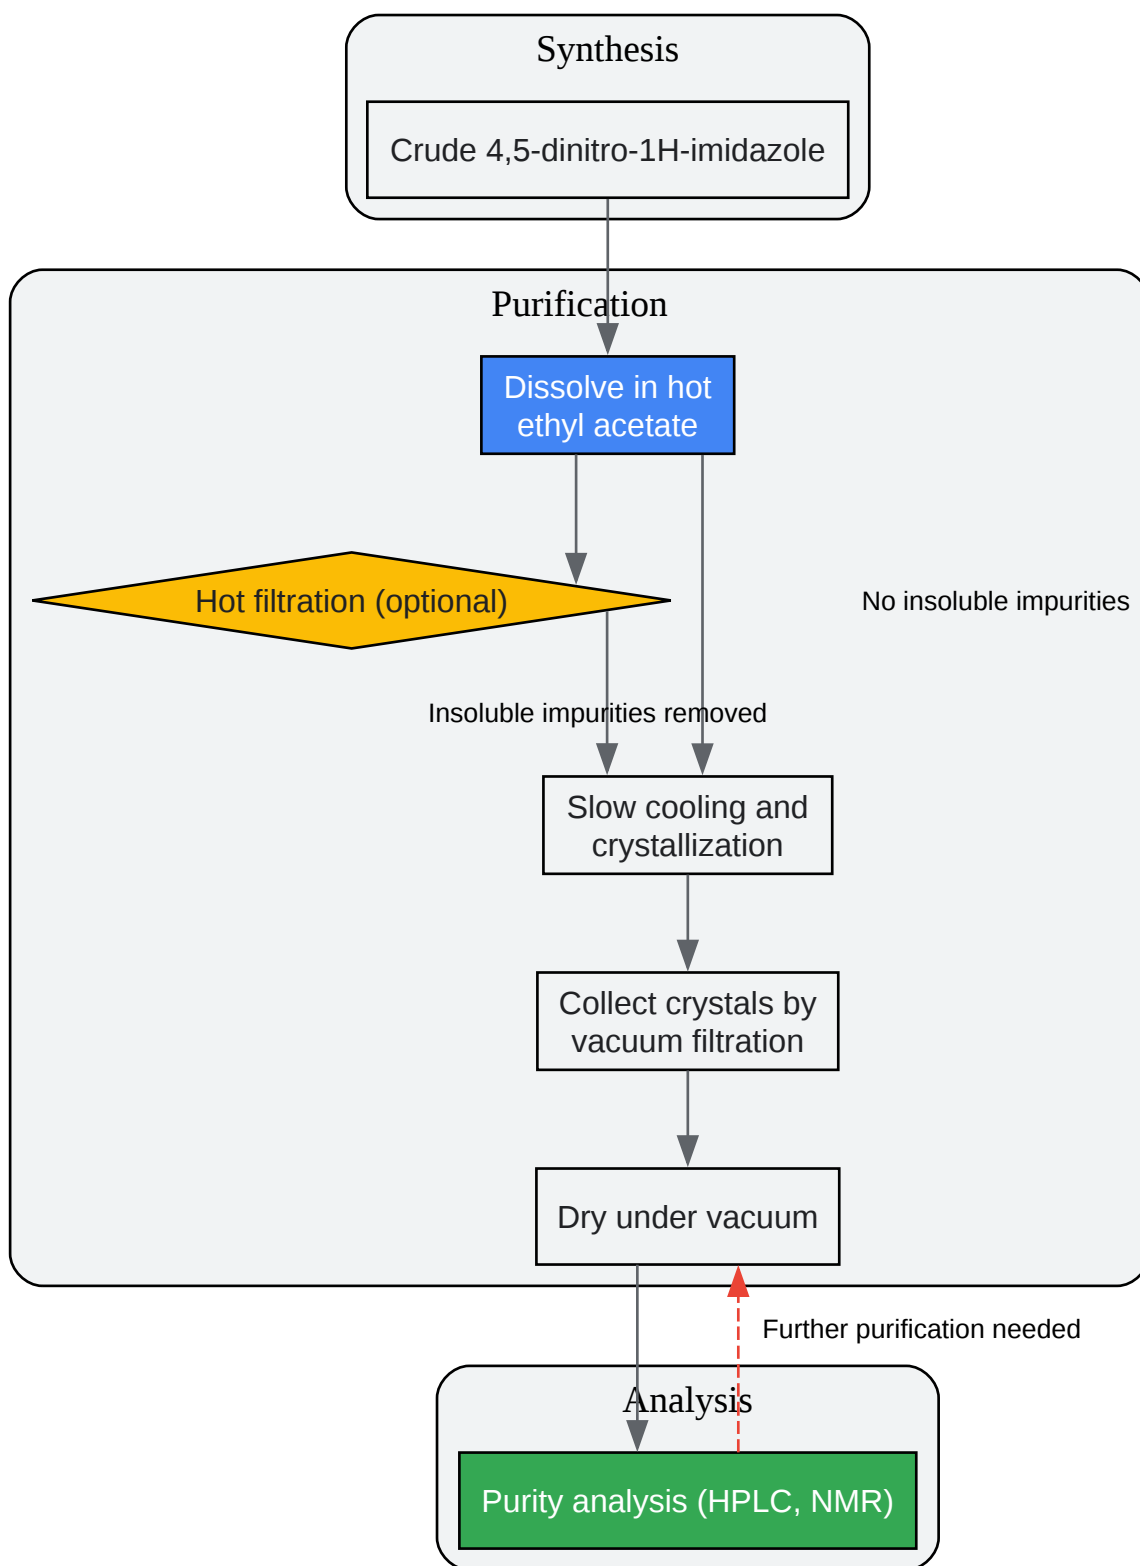 Synthesis
Crude 4,5-dinitro-1H-imidazole
Purification
Dissolve in hot
ethyl acetate
Hot filtration (optional)
No insoluble impurities
Insoluble impurities removed
Slow cooling and
crystallization
Collect crystals by
vacuum filtration
Dry under vacuum
Further purification needed
Analysis
Purity analysis (HPLC, NMR)